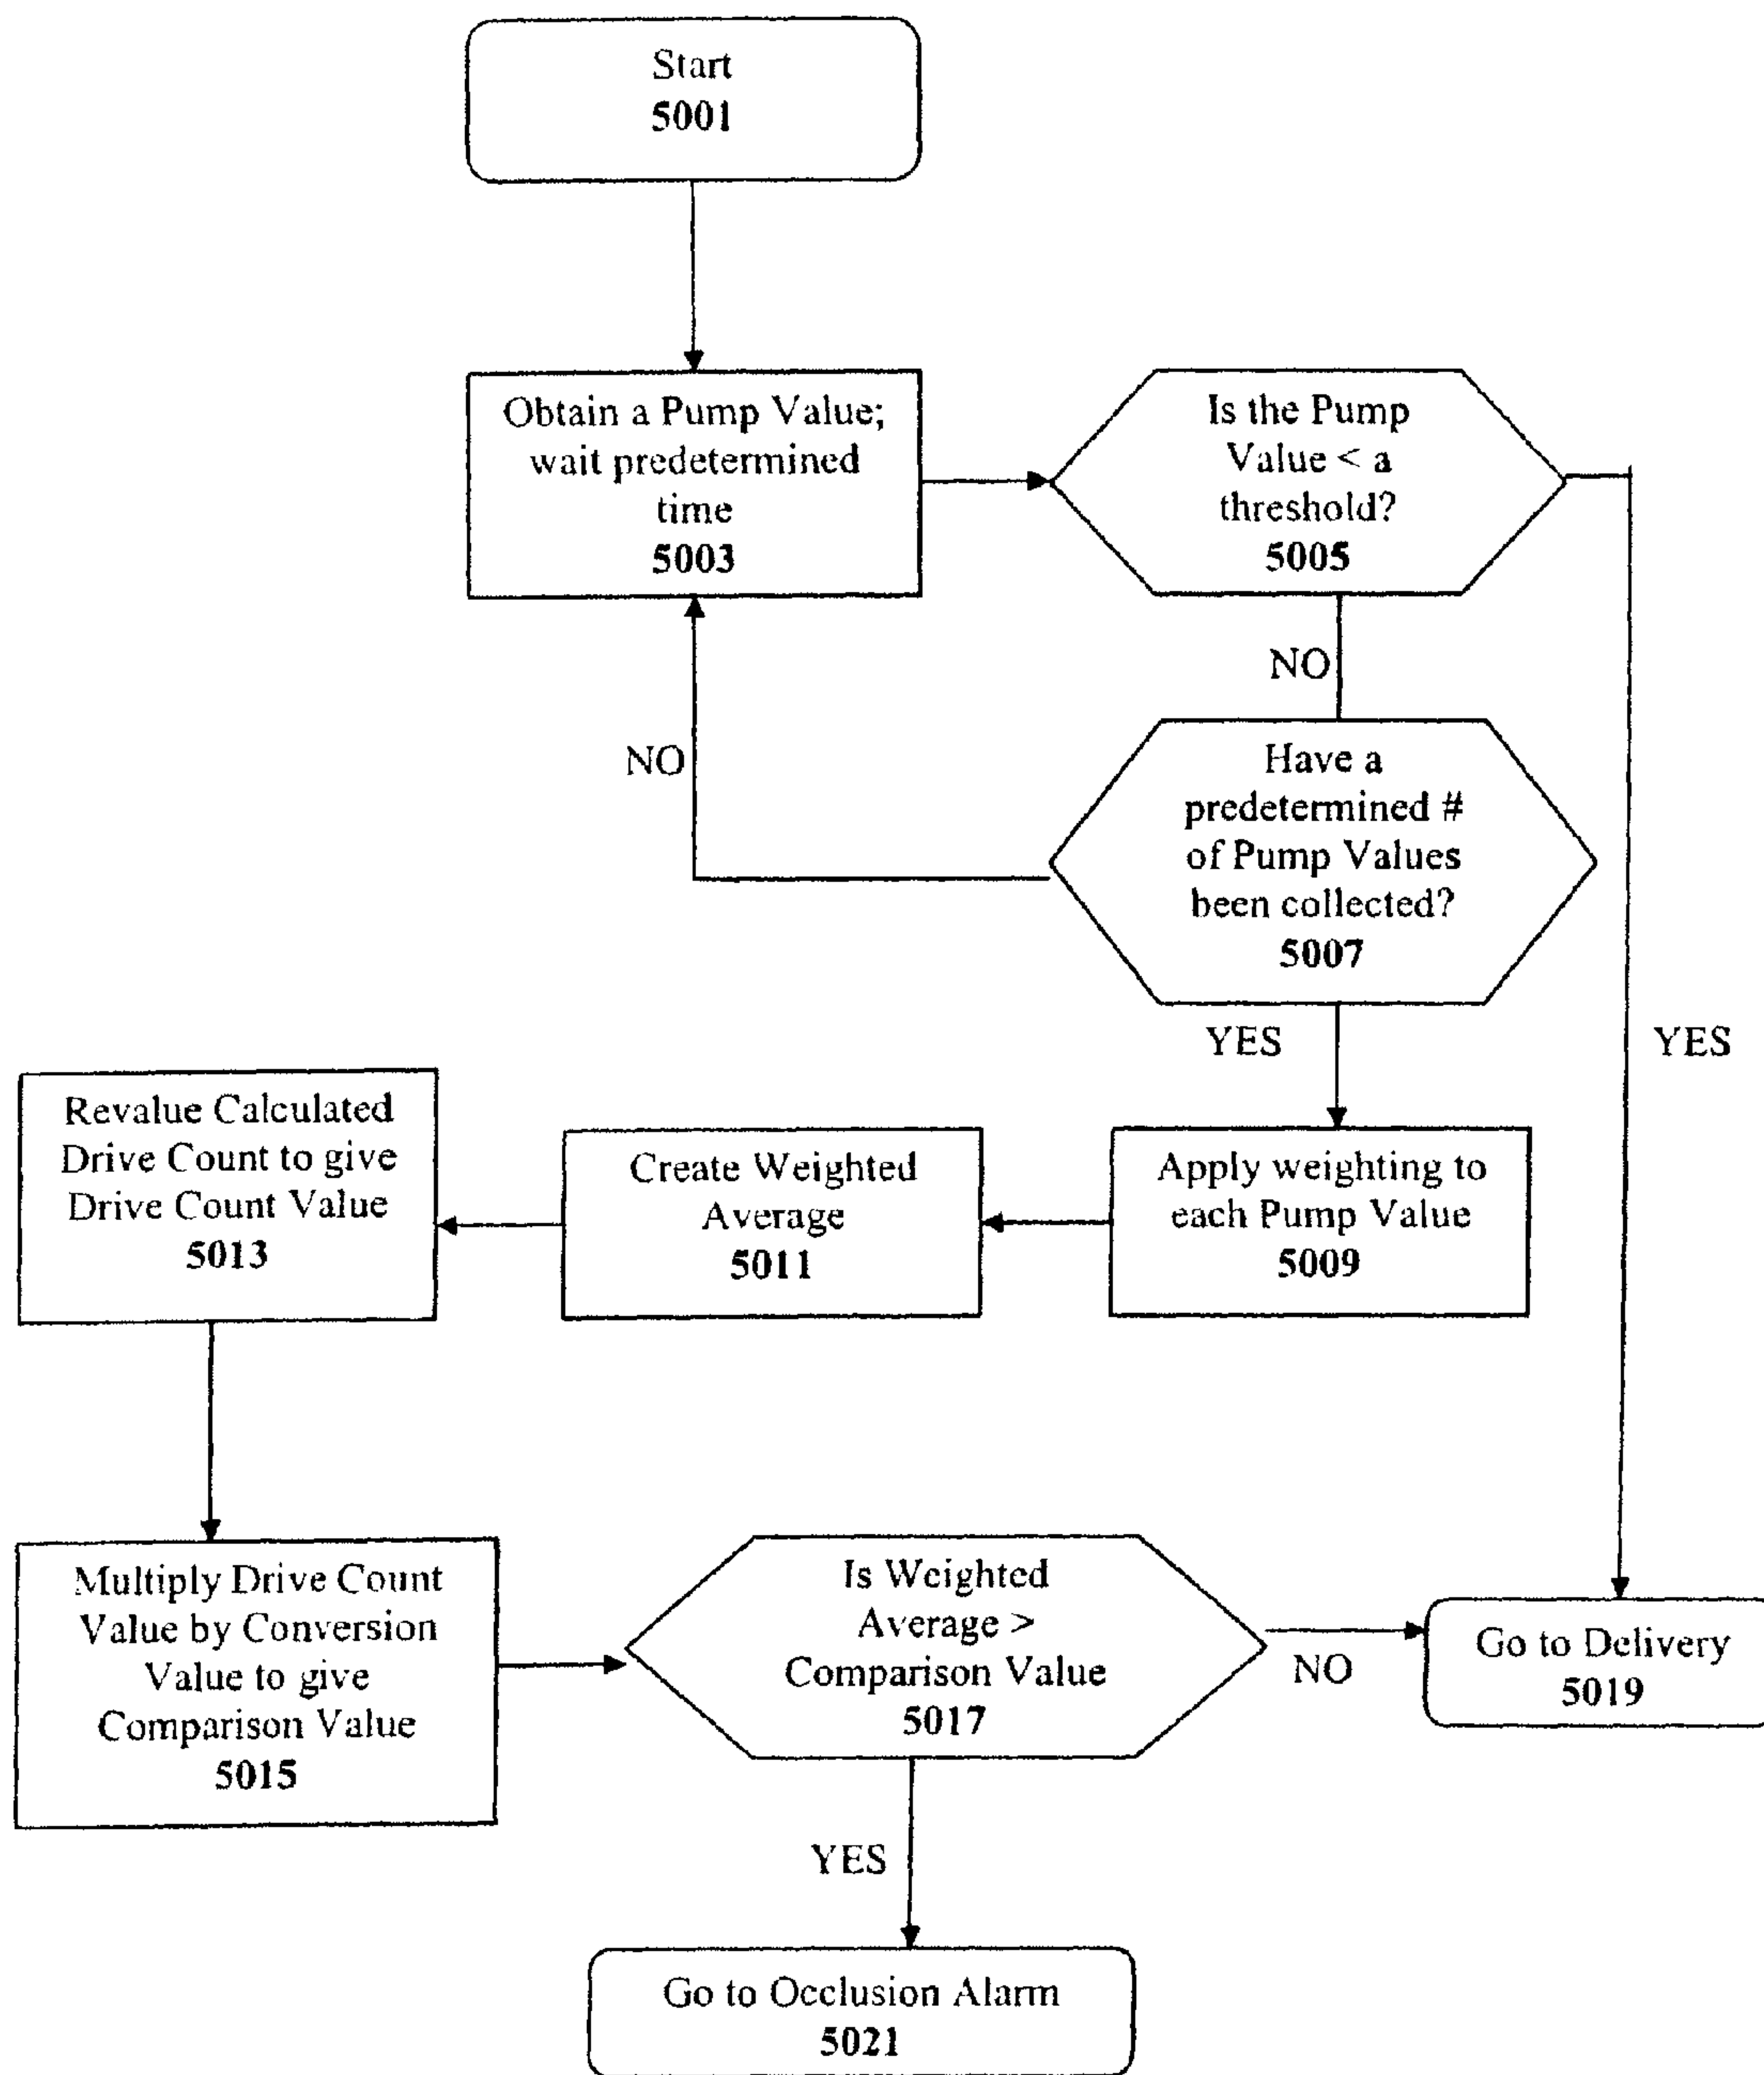 Start
5001
Obtain a Pump Value;
wait predetermined
time
5003
Is the Pump
Value < a
threshold?
5005
NO
NO
Have a
predetermined #
of Pump Values
been collected?
5007
YES
YES
Revalue Calculated
Drive Count to give
Drive Count Value
5013
Create Weighted
Average
5011
Apply weighting to
each Pump Value
5009
Multiply Drive Count
Value by Conversion
Value to give
Comparison Value
5015
Is Weighted
Average >
Comparison Value
5017
NO
Go to Delivery
5019
YES
Go to Occlusion Alarm
5021